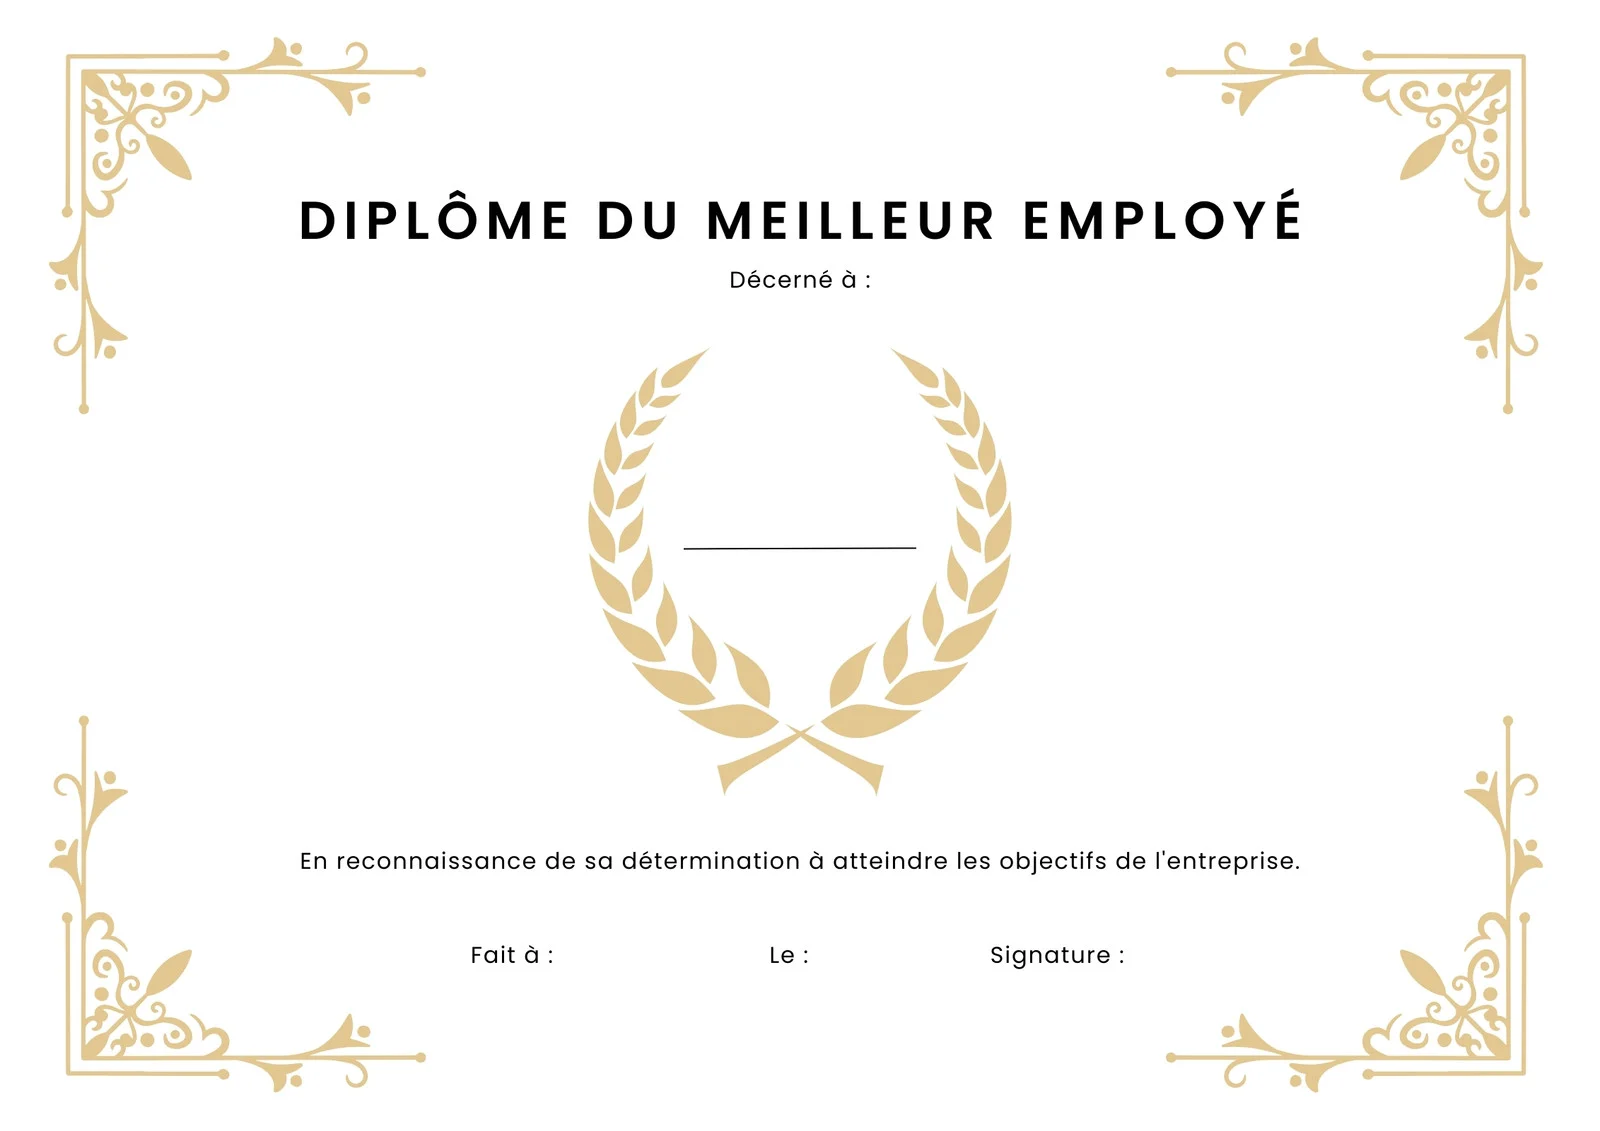 DIPLÔME DU MEILLEUR EMPLOYÉ
Décerné à :
En reconnaissance de sa détermination à atteindre les objectifs de l'entreprise.
Fait à : Le : Signature :